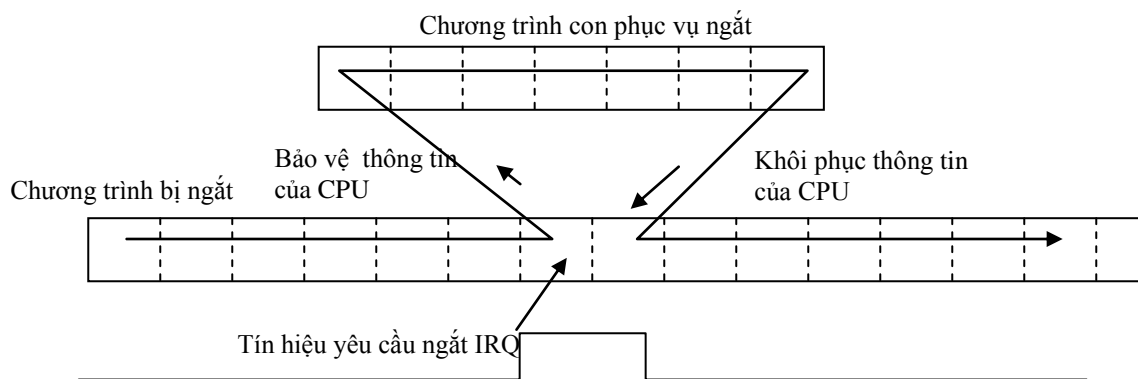 Chương trình con phục vụ ngắt
Bảo vệ thông tin
của CPU
Khôi phục thông tin
của CPU
Chương trình bị ngắt
Tín hiệu yêu cầu ngắt IRQ